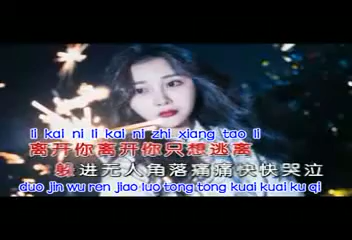 li kai ni li kai ni zhi xiang tao li
离开你离开你只想逃离
躲进无人角落痛痛快快哭泣
duo jin wu ren jiao luo tong tong kuai kuai ku qi